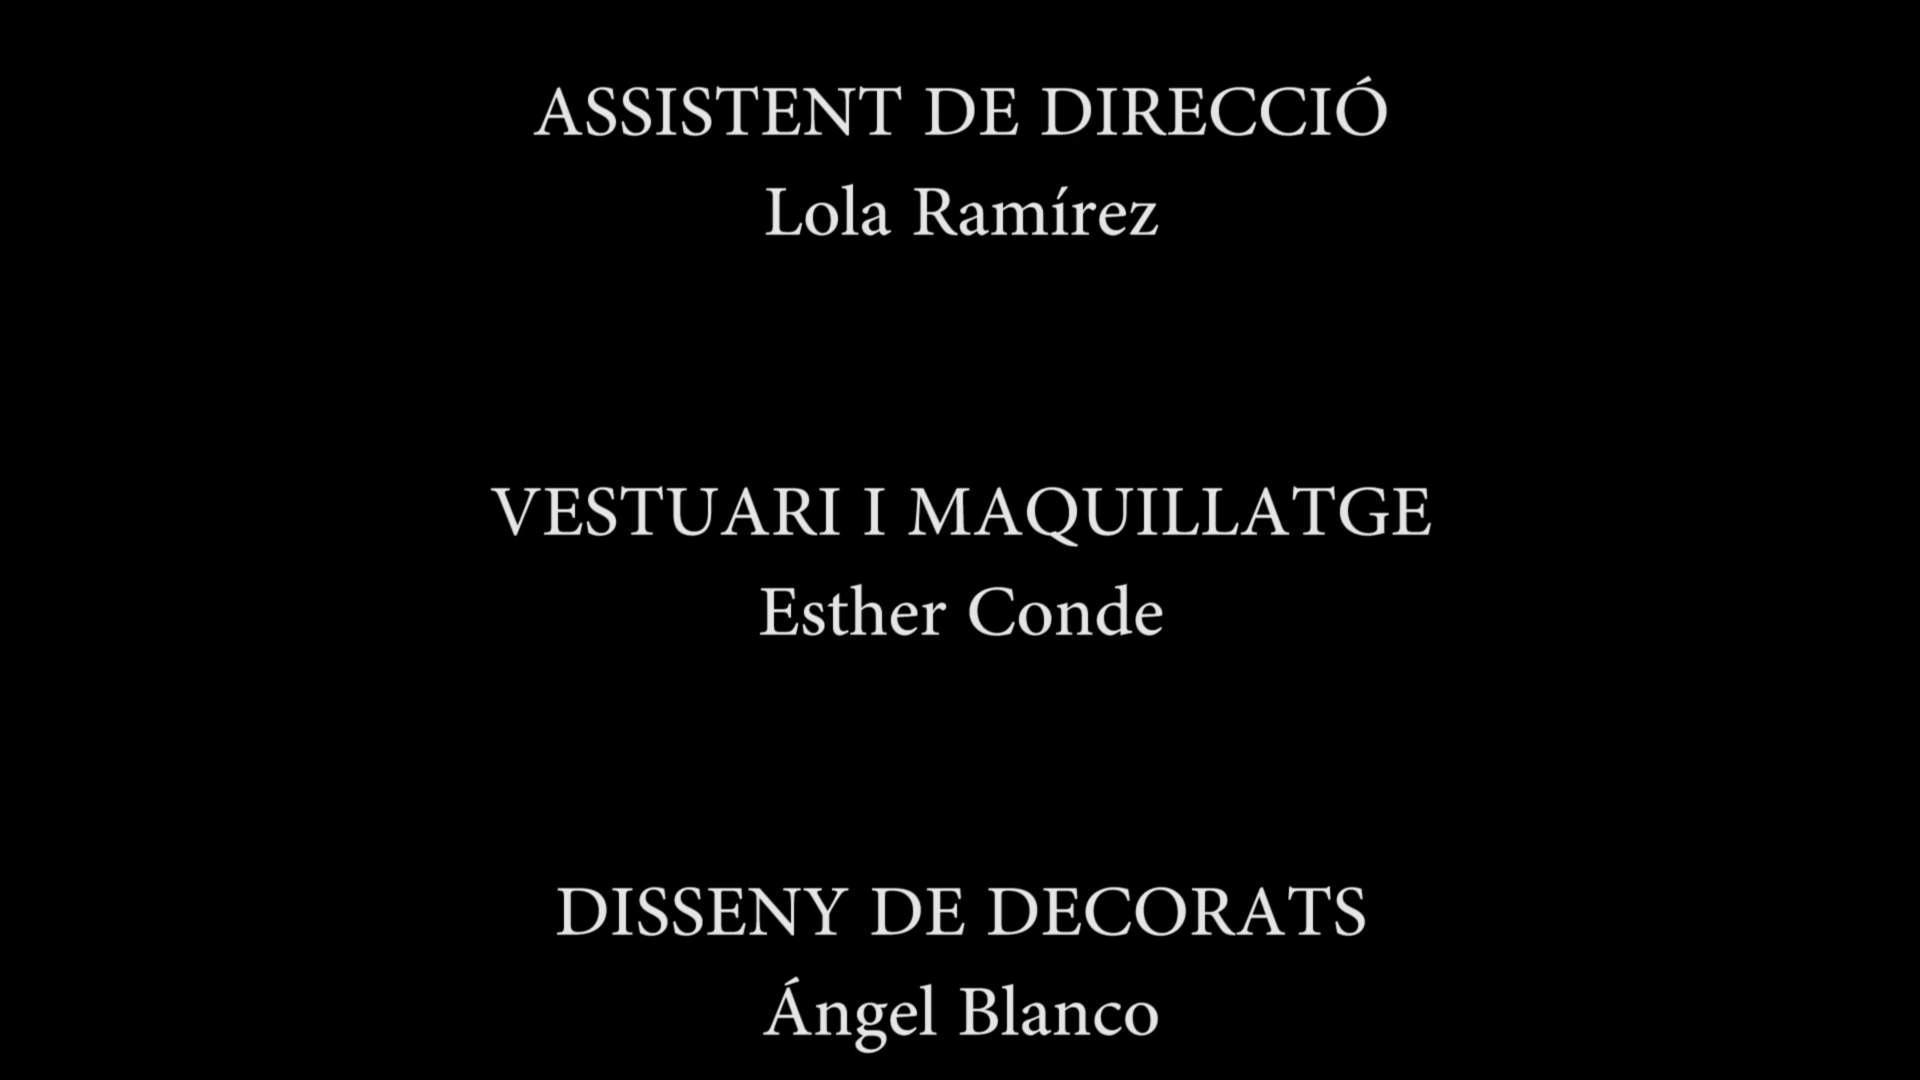 ASSISTENT DE DIRECCIÓ
Lola Ramírez
VESTUARI I MAQUILLATGE
Esther Conde
DISSENY DE DECORATS
Ángel Blanco